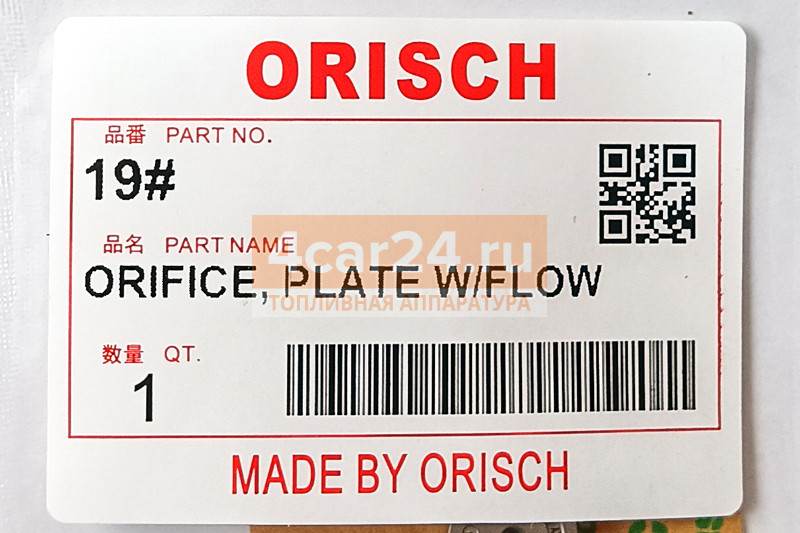 ORISCH
品番 PART NO.
19#
品名 PART NAME
ORIFICE, PLATE W/FLOW
4car24.ru
ТОПЛИВНАЯ АППАРАТУРА
数量 QT.
1
MADE BY ORISCH